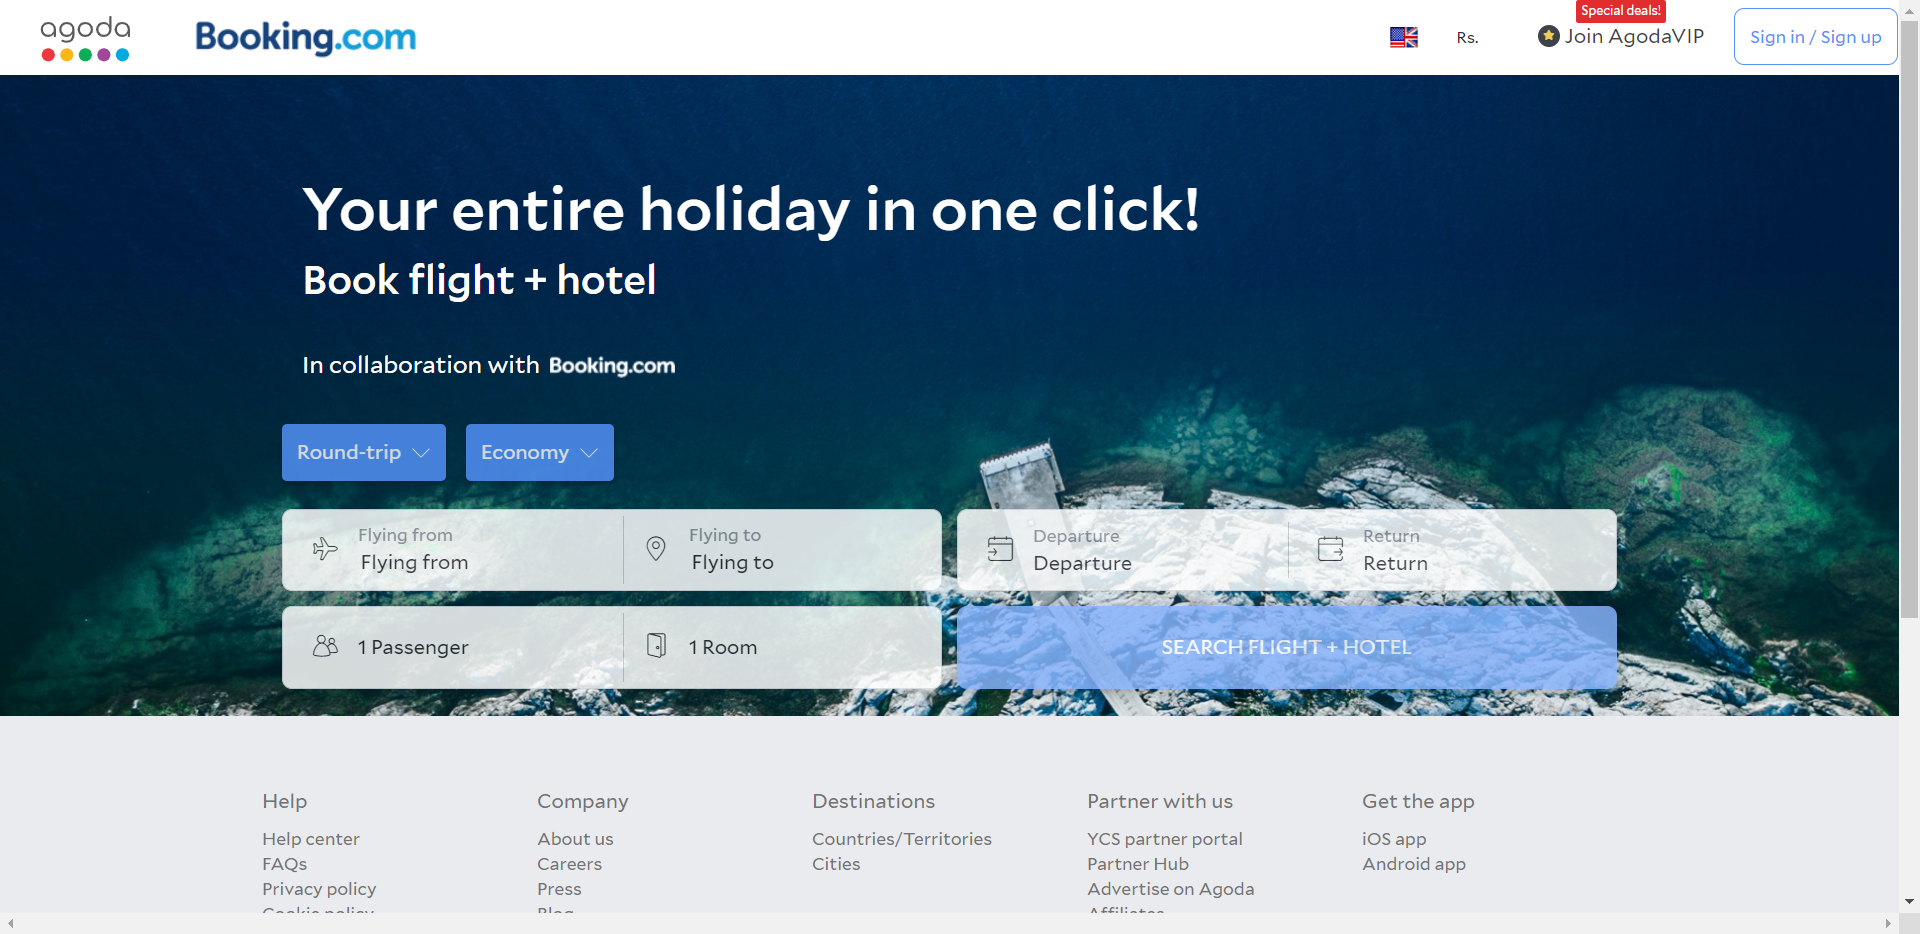 agoda
Booking.com
Rs.
Special deals!
Join AgodaVIP
Sign in / Sign up
Your entire holiday in one click!
Book flight + hotel
In collaboration with Booking.com
Round-trip
Economy
Flying from
Flying from
Flying to
Flying to
Departure
Departure
Return
Return
1 Passenger
1 Room
SEARCH FLIGHT + HOTEL
Help
Help center
FAQs
Privacy policy
Cookie policy
Company
About us
Careers
Press
Blog
Destinations
Countries/Territories
Cities
Partner with us
YCS partner portal
Partner Hub
Advertise on Agoda
Affiliates
Get the app
iOS app
Android app